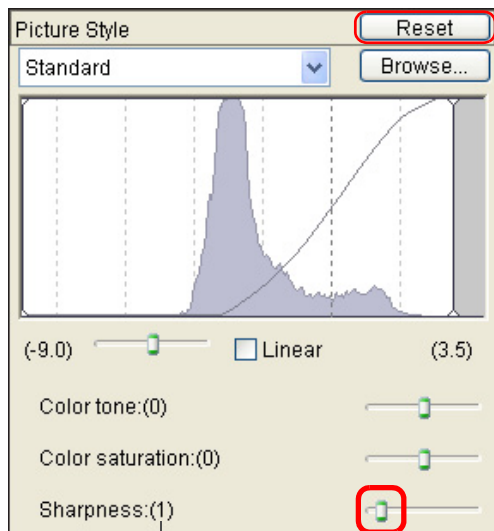 Picture Style Reset
Standard Browse...
(-9.0) Linear (3.5)
Color tone:(0)
Color saturation:(0)
Sharpness:(1)